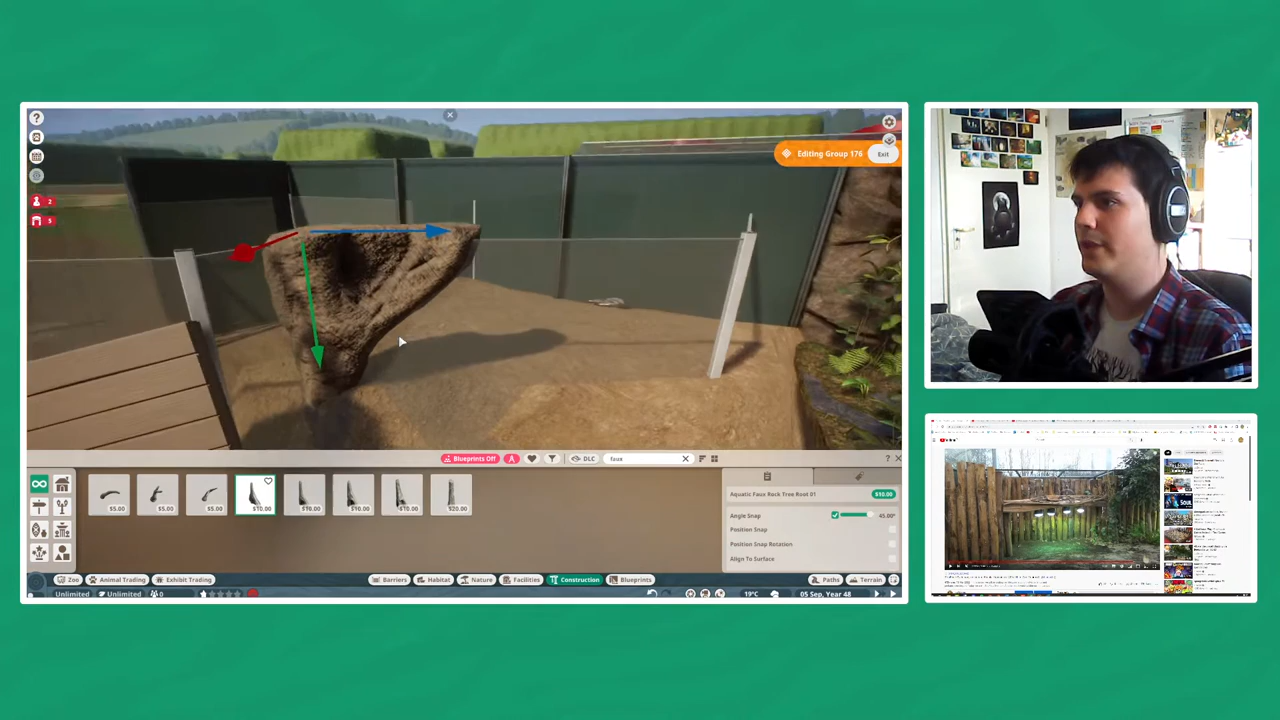 ?
Editing Group 176
Exit
2
5
Blueprints Off
DLC
faux
?
$5.00
$5.00
$5.00
$10.00
$10.00
$10.00
$10.00
$20.00
Aquatic Faux Rock Tree Root 01
$10.00
Angle Snap
45.00°
Position Snap
Position Snap Rotation
Align To Surface
Zoo
Animal Trading
Exhibit Trading
Barriers
Habitat
Nature
Facilities
Construction
Blueprints
Paths
Terrain
Unlimited
Unlimited
0
19°C
05 Sep, Year 48